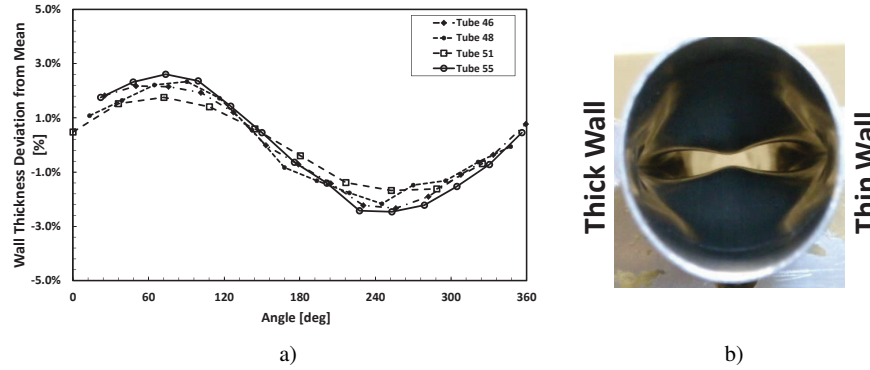 5.0%
3.0%
1.0%
-1.0%
-3.0%
-5.0%
Wall Thickness Deviation from Mean
[%]
0
60
120
180
240
300
360
Angle [deg]
Tube 46
Tube 48
Tube 51
Tube 55
a)
Thick Wall
Thin Wall
b)